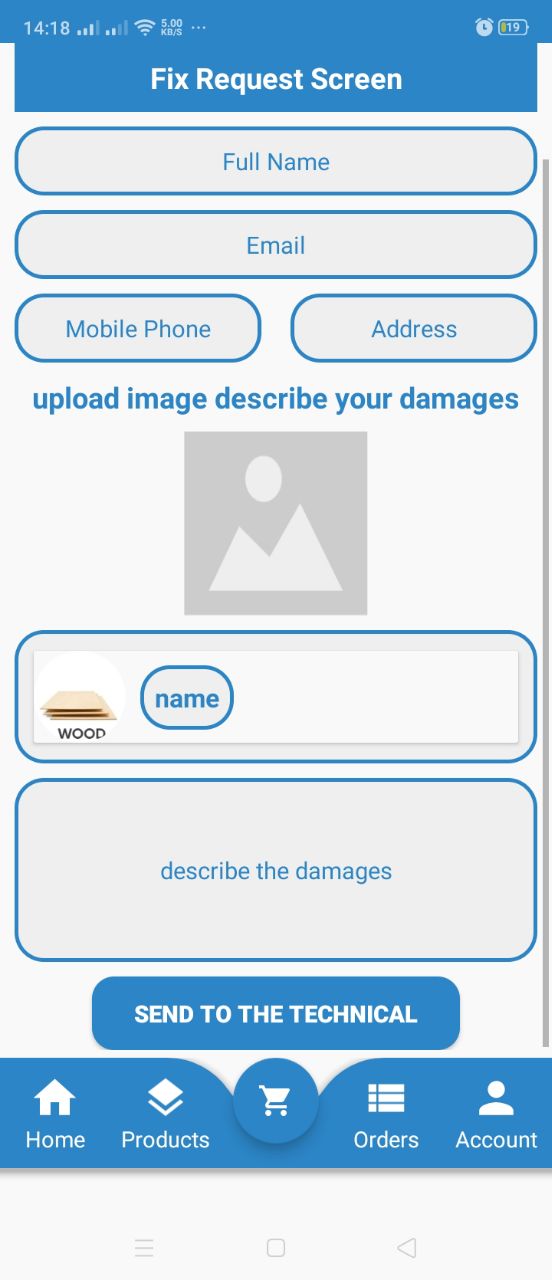 14:18 5.00 KB/S ... 19
Fix Request Screen
Full Name
Email
Mobile Phone Address
upload image describe your damages
name
WOOD
describe the damages
SEND TO THE TECHNICAL
Home Products Orders Account